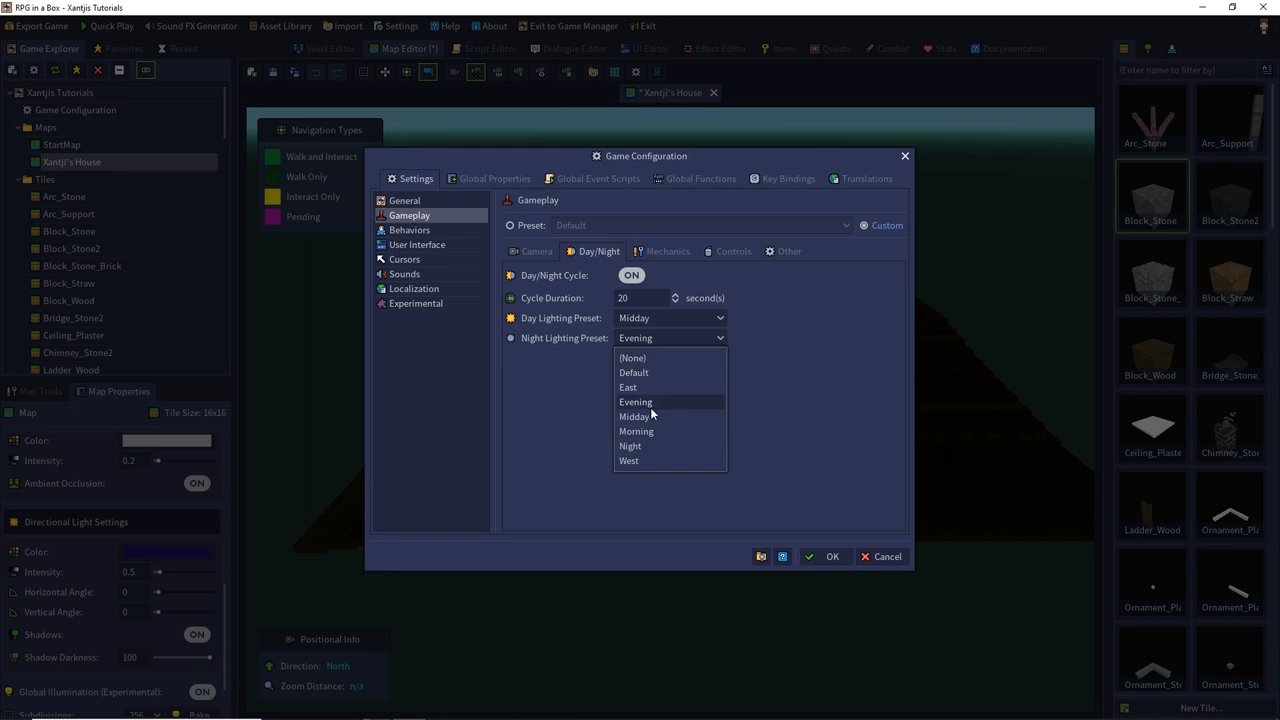 RPG in a Box - Xantjis Tutorials
Export Game Quick Play Sound FX Generator Asset Library Import Settings Help About Exit to Game Manager Exit
Game Explorer Favorites Recent Voxel Editor Map Editor (*) Script Editor Dialogue Editor UI Editor Effect Editor Items Quests Combat Stats Documentation
(Enter name to filter by)
Xantjis Tutorials
Game Configuration
Maps
StartMap
Xantji's House
Tiles
Arc_Stone
Arc_Support
Block_Stone
Block_Stone2
Block_Stone_Brick
Block_Straw
Block_Wood
Bridge_Stone2
Ceiling_Plaster
Chimney_Stone2
Ladder_Wood
Map Tools Map Properties
Map Tile Size: 16x16
Color:
Intensity: 0.2
Ambient Occlusion: ON
Directional Light Settings
Color:
Intensity: 0.5
Horizontal Angle: 0
Vertical Angle: 0
Shadows: ON
Shadow Darkness: 100
Global Illumination (Experimental): ON
Subdivisions: 256 Bake
* Xantji's House
Navigation Types
Walk and Interact
Walk Only
Interact Only
Pending
Game Configuration
Settings Global Properties Global Event Scripts Global Functions Key Bindings Translations
General
Gameplay
Behaviors
User Interface
Cursors
Sounds
Localization
Experimental
Gameplay
Preset: Default Custom
Camera Day/Night Mechanics Controls Other
Day/Night Cycle: ON
Cycle Duration: 20 second(s)
Day Lighting Preset: Midday
Night Lighting Preset: Evening
(None)
Default
East
Evening
Midday
Morning
Night
West
OK Cancel
Positional Info
Direction: North
Zoom Distance: n/a
Arc_Stone Arc_Support
Block_Stone Block_Stone2
Block_Stone_ Block_Straw
Block_Wood Bridge_Stone
Ceiling_Plaste Chimney_Stor
Ladder_Wood Ornament_Pla
Ornament_Pla Ornament_Pla
Ornament_Sto Ornament_Sto
New Tile...